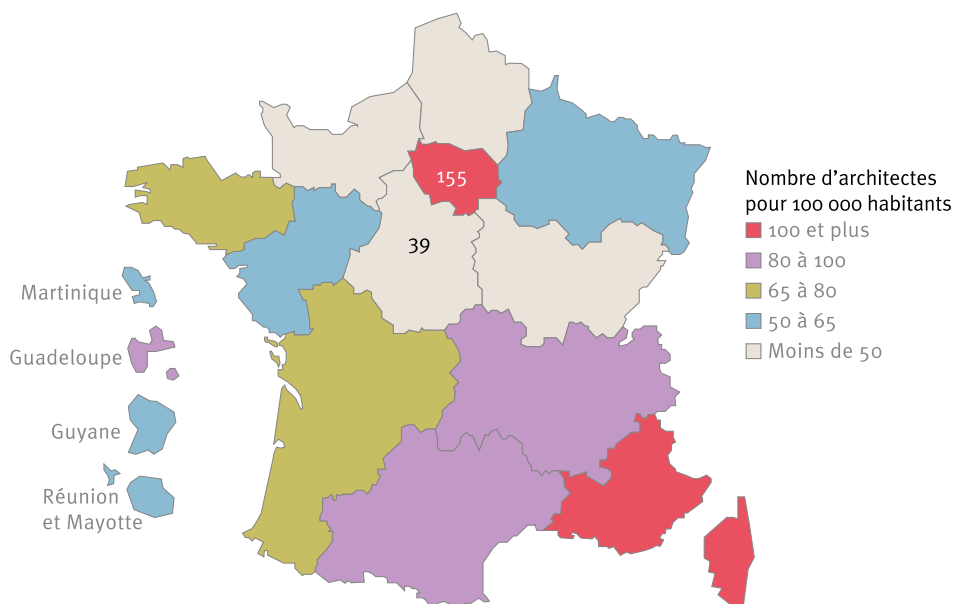 155
39
Nombre d’architectes
pour 100 000 habitants
100 et plus
80 à 100
65 à 80
50 à 65
Moins de 50
Martinique
Guadeloupe
Guyane
Réunion
et Mayotte